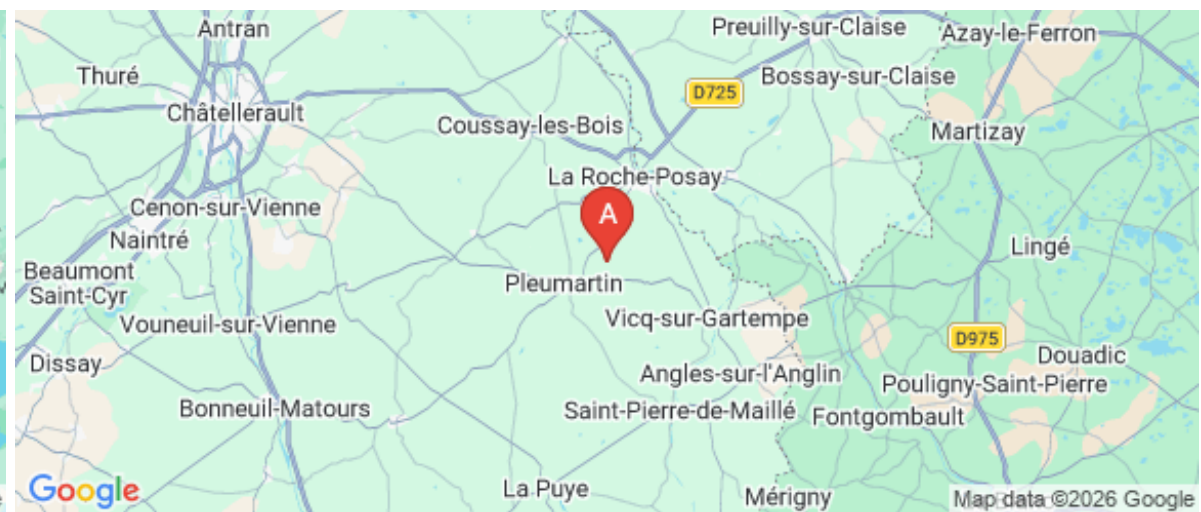 Antran
Preuilly-sur-Claise
Azay-le-Ferron
Thuré
Bossay-sur-Claise
D725
Châtellerault
Coussay-les-Bois
Martizay
La Roche-Posay
Cenon-sur-Vienne
A
Naintré
Lingé
Beaumont
Saint-Cyr
Pleumartin
Vouneuil-sur-Vienne
Vicq-sur-Gartempe
D975
Dissay
Douadic
Angles-sur-l'Anglin
Pouligny-Saint-Pierre
Bonneuil-Matours
Saint-Pierre-de-Maillé
Fontgombault
Google
La Puye
Mérigny
Map data ©2026 Google